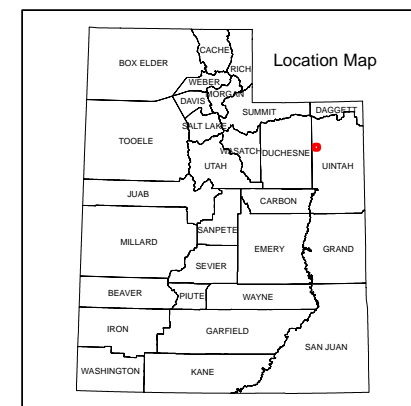 CACHE
BOX ELDER
RICH
Location Map
WEBER
MORGAN
DAVIS
SUMMIT
DAGGETT
SALT LAKE
TOOELE
WASATCH
DUCHESNE
UTAH
UINTAH
JUAB
CARBON
SANPETE
MILLARD
EMERY
GRAND
SEVIER
BEAVER
PIUTE
WAYNE
IRON
GARFIELD
SAN JUAN
WASHINGTON
KANE